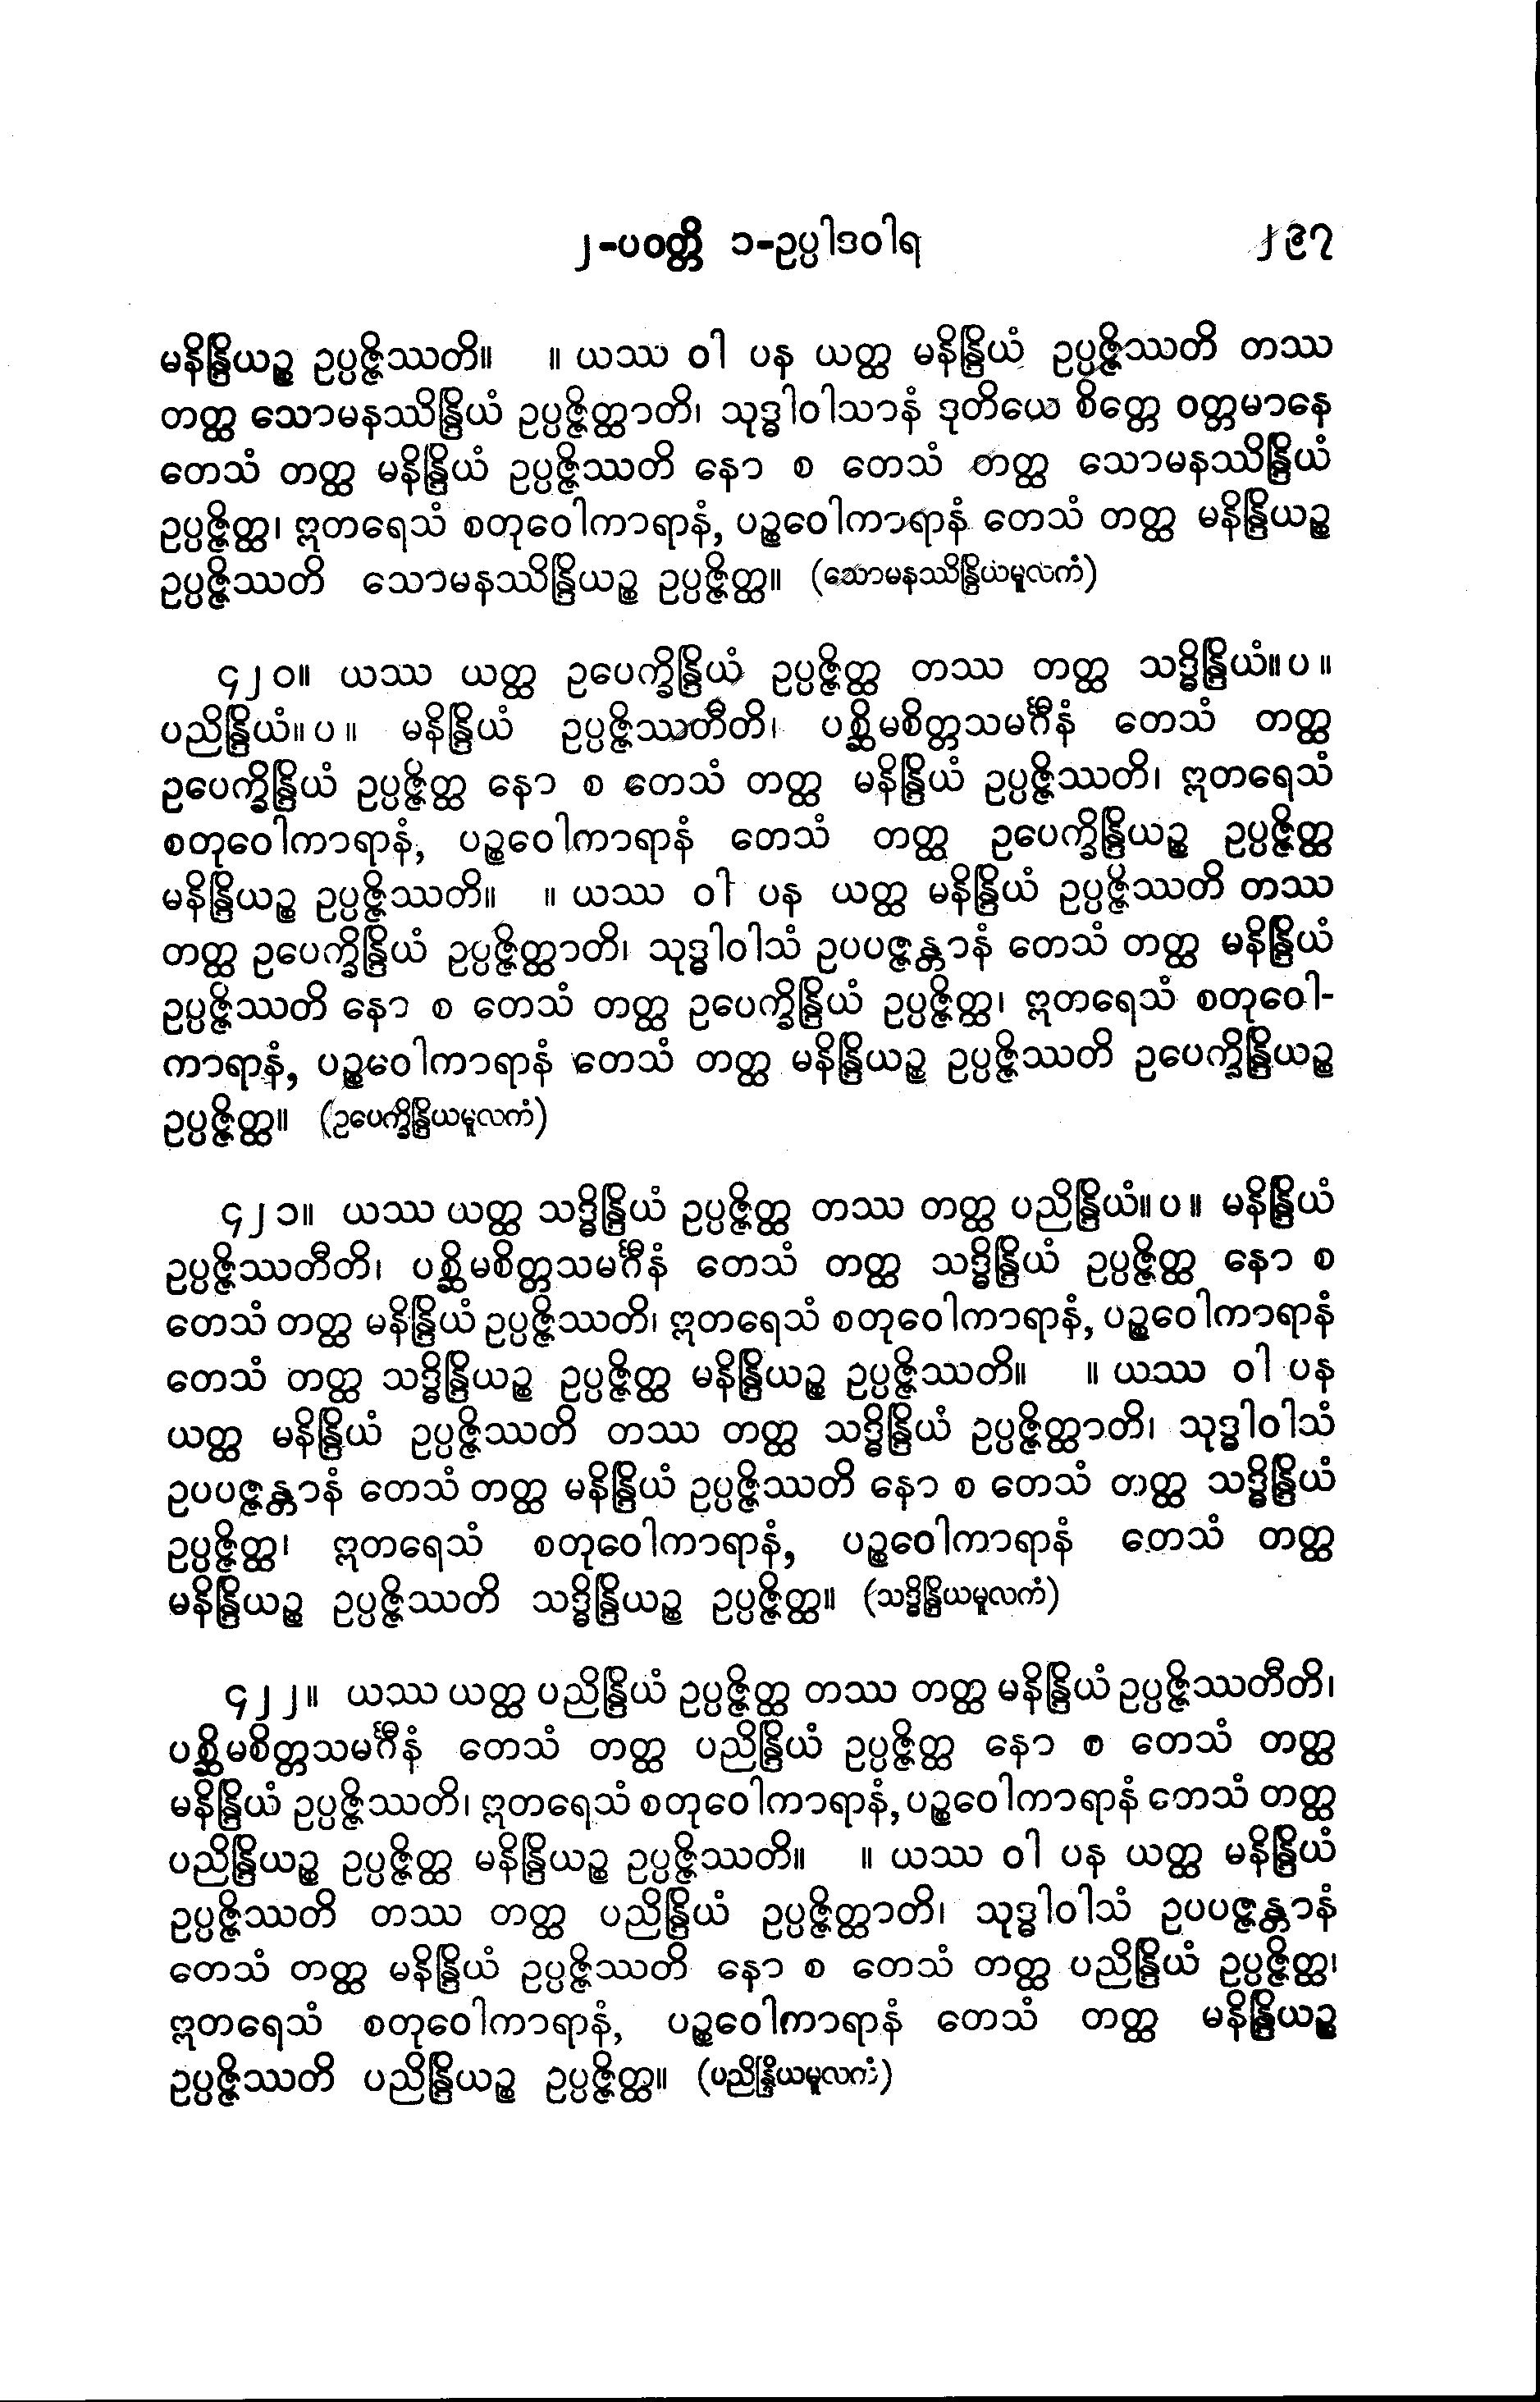 ၂-ပဝတ္တိ ၁-ဥပ္ပါဒဝါရ ၂၉၇
မနိန္ဒြိယဉ္စ ဥပ္ပဇ္ဇိဿတိ။ ။ ယဿ ဝါ ပန ယတ္ထ မနိန္ဒြိယံ ဥပ္ပဇ္ဇိဿတိ တဿ
တတ္ထ သောမနဿိန္ဒြိယံ ဥပ္ပဇ္ဇိတ္ထာတိ၊ သုဒ္ဓါဝါသာနံ ဒုတိယေ စိတ္တေ ဝတ္တမာနေ
တေသံ တတ္ထ မနိန္ဒြိယံ ဥပ္ပဇ္ဇိဿတိ နော စ တေသံ တတ္ထ သောမနဿိန္ဒြိယံ
ဥပ္ပဇ္ဇိတ္ထ၊ ဣတရေသံ စတုဝေါကာရာနံ, ပဉ္စဝေါကာရာနံ တေသံ တတ္ထ မနိန္ဒြိယဉ္စ
ဥပ္ပဇ္ဇိဿတိ သောမနဿိန္ဒြိယဉ္စ ဥပ္ပဇ္ဇိတ္ထ။ (သောမနဿိန္ဒြိယမူလကံ)
၄၂၀။ ယဿ ယတ္ထ ဥပေက္ခိန္ဒြိယံ ဥပ္ပဇ္ဇိတ္ထ တဿ တတ္ထ သဒ္ဓိန္ဒြိယံ။ပ။
ပညိန္ဒြိယံ။ပ။ မနိန္ဒြိယံ ဥပ္ပဇ္ဇိဿတီတိ၊ ပစ္ဆိမစိတ္တသမင်္ဂီနံ တေသံ တတ္ထ
ဥပေက္ခိန္ဒြိယံ ဥပ္ပဇ္ဇိတ္ထ နော စ တေသံ တတ္ထ မနိန္ဒြိယံ ဥပ္ပဇ္ဇိဿတိ၊ ဣတရေသံ
စတုဝေါကာရာနံ, ပဉ္စဝေါကာရာနံ တေသံ တတ္ထ ဥပေက္ခိန္ဒြိယဉ္စ ဥပ္ပဇ္ဇိတ္ထ
မနိန္ဒြိယဉ္စ ဥပ္ပဇ္ဇိဿတိ။ ။ ယဿ ဝါ ပန ယတ္ထ မနိန္ဒြိယံ ဥပ္ပဇ္ဇိဿတိ တဿ
တတ္ထ ဥပေက္ခိန္ဒြိယံ ဥပ္ပဇ္ဇိတ္ထာတိ၊ သုဒ္ဓါဝါသံ ဥပပဇ္ဇန္တာနံ တေသံ တတ္ထ မနိန္ဒြိယံ
ဥပ္ပဇ္ဇိဿတိ နော စ တေသံ တတ္ထ ဥပေက္ခိန္ဒြိယံ ဥပ္ပဇ္ဇိတ္ထ၊ ဣတရေသံ စတုဝေါ-
ကာရာနံ, ပဉ္စဝေါကာရာနံ တေသံ တတ္ထ မနိန္ဒြိယဉ္စ ဥပ္ပဇ္ဇိဿတိ ဥပေက္ခိန္ဒြိယဉ္စ
ဥပ္ပဇ္ဇိတ္ထ။ (ဥပေက္ခိန္ဒြိယမူလကံ)
၄၂၁။ ယဿ ယတ္ထ သဒ္ဓိန္ဒြိယံ ဥပ္ပဇ္ဇိတ္ထ တဿ တတ္ထ ပညိန္ဒြိယံ။ပ။ မနိန္ဒြိယံ
ဥပ္ပဇ္ဇိဿတီတိ၊ ပစ္ဆိမစိတ္တသမင်္ဂီနံ တေသံ တတ္ထ သဒ္ဓိန္ဒြိယံ ဥပ္ပဇ္ဇိတ္ထ နော စ
တေသံ တတ္ထ မနိန္ဒြိယံ ဥပ္ပဇ္ဇိဿတိ၊ ဣတရေသံ စတုဝေါကာရာနံ, ပဉ္စဝေါကာရာနံ
တေသံ တတ္ထ သဒ္ဓိန္ဒြိယဉ္စ ဥပ္ပဇ္ဇိတ္ထ မနိန္ဒြိယဉ္စ ဥပ္ပဇ္ဇိဿတိ။ ။ ယဿ ဝါ ပန
ယတ္ထ မနိန္ဒြိယံ ဥပ္ပဇ္ဇိဿတိ တဿ တတ္ထ သဒ္ဓိန္ဒြိယံ ဥပ္ပဇ္ဇိတ္ထာတိ၊ သုဒ္ဓါဝါသံ
ဥပပဇ္ဇန္တာနံ တေသံ တတ္ထ မနိန္ဒြိယံ ဥပ္ပဇ္ဇိဿတိ နော စ တေသံ တတ္ထ သဒ္ဓိန္ဒြိယံ
ဥပ္ပဇ္ဇိတ္ထ၊ ဣတရေသံ စတုဝေါကာရာနံ, ပဉ္စဝေါကာရာနံ တေသံ တတ္ထ
မနိန္ဒြိယဉ္စ ဥပ္ပဇ္ဇိဿတိ သဒ္ဓိန္ဒြိယဉ္စ ဥပ္ပဇ္ဇိတ္ထ။ (သဒ္ဓိန္ဒြိယမူလကံ)
၄၂၂။ ယဿ ယတ္ထ ပညိန္ဒြိယံ ဥပ္ပဇ္ဇိတ္ထ တဿ တတ္ထ မနိန္ဒြိယံ ဥပ္ပဇ္ဇိဿတီတိ၊
ပစ္ဆိမစိတ္တသမင်္ဂီနံ တေသံ တတ္ထ ပညိန္ဒြိယံ ဥပ္ပဇ္ဇိတ္ထ နော စ တေသံ တတ္ထ
မနိန္ဒြိယံ ဥပ္ပဇ္ဇိဿတိ၊ ဣတရေသံ စတုဝေါကာရာနံ, ပဉ္စဝေါကာရာနံ တေသံ တတ္ထ
ပညိန္ဒြိယဉ္စ ဥပ္ပဇ္ဇိတ္ထ မနိန္ဒြိယဉ္စ ဥပ္ပဇ္ဇိဿတိ။ ။ ယဿ ဝါ ပန ယတ္ထ မနိန္ဒြိယံ
ဥပ္ပဇ္ဇိဿတိ တဿ တတ္ထ ပညိန္ဒြိယံ ဥပ္ပဇ္ဇိတ္ထာတိ၊ သုဒ္ဓါဝါသံ ဥပပဇ္ဇန္တာနံ
တေသံ တတ္ထ မနိန္ဒြိယံ ဥပ္ပဇ္ဇိဿတိ နော စ တေသံ တတ္ထ ပညိန္ဒြိယံ ဥပ္ပဇ္ဇိတ္ထ၊
ဣတရေသံ စတုဝေါကာရာနံ, ပဉ္စဝေါကာရာနံ တေသံ တတ္ထ မနိန္ဒြိယဉ္စ
ဥပ္ပဇ္ဇိဿတိ ပညိန္ဒြိယဉ္စ ဥပ္ပဇ္ဇိတ္ထ။ (ပညိန္ဒြိယမူလကံ)